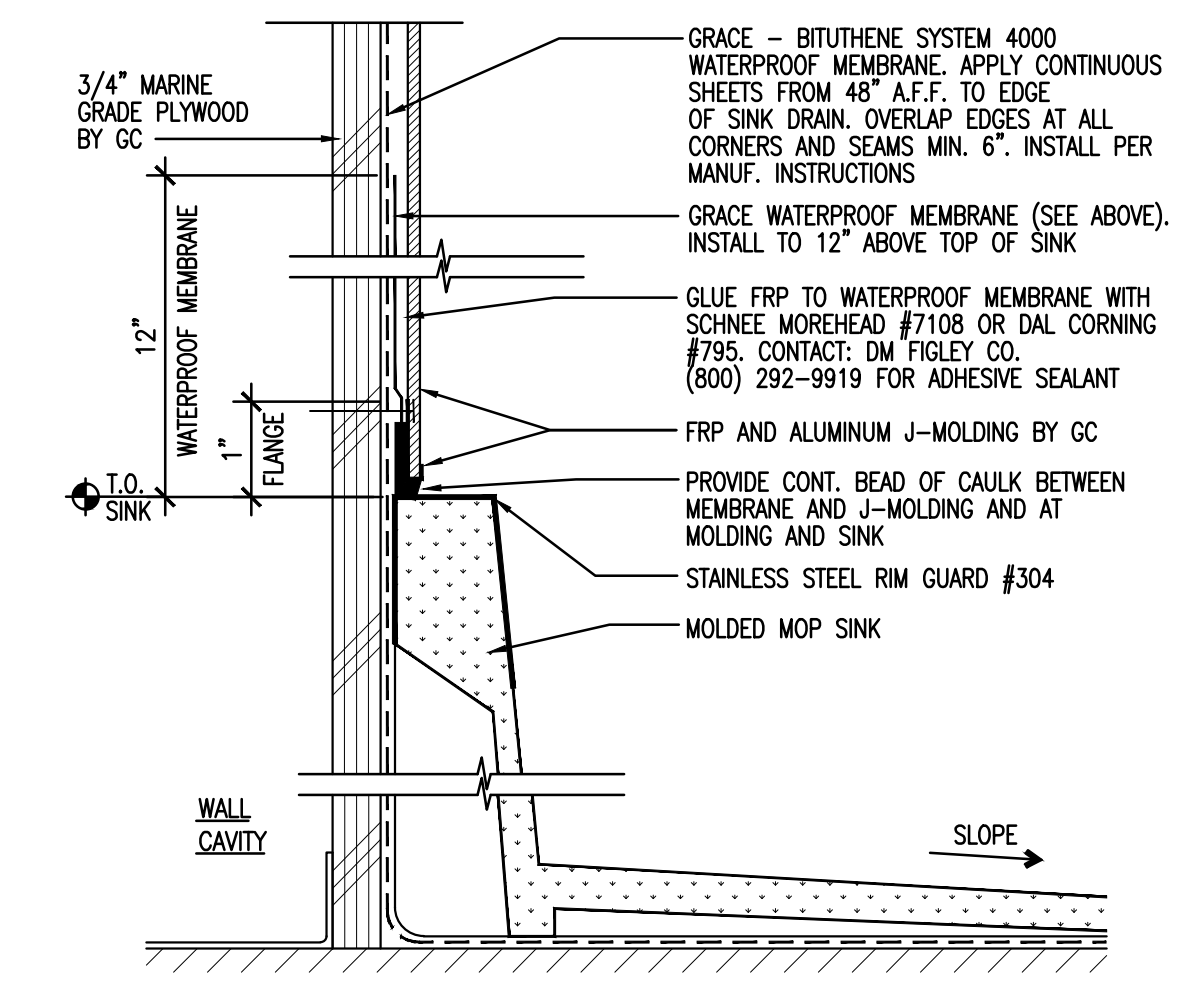 GRACE – BITUTHENE SYSTEM 4000
WATERPROOF MEMBRANE. APPLY CONTINUOUS
SHEETS FROM 48” A.F.F. TO EDGE
OF SINK DRAIN. OVERLAP EDGES AT ALL
CORNERS AND SEAMS MIN. 6”. INSTALL PER
MANUF. INSTRUCTIONS
3/4” MARINE
GRADE PLYWOOD
BY GC
GRACE WATERPROOF MEMBRANE (SEE ABOVE).
INSTALL TO 12” ABOVE TOP OF SINK
12”
WATERPROOF MEMBRANE
GLUE FRP TO WATERPROOF MEMBRANE WITH
SCHNEE MOREHEAD #7108 OR DAL CORNING
#795. CONTACT: DM FIGLEY CO.
(800) 292–9919 FOR ADHESIVE SEALANT
1”
FLANGE
FRP AND ALUMINUM J–MOLDING BY GC
T.O.
SINK
PROVIDE CONT. BEAD OF CAULK BETWEEN
MEMBRANE AND J–MOLDING AND AT
MOLDING AND SINK
STAINLESS STEEL RIM GUARD #304
MOLDED MOP SINK
WALL
CAVITY
SLOPE